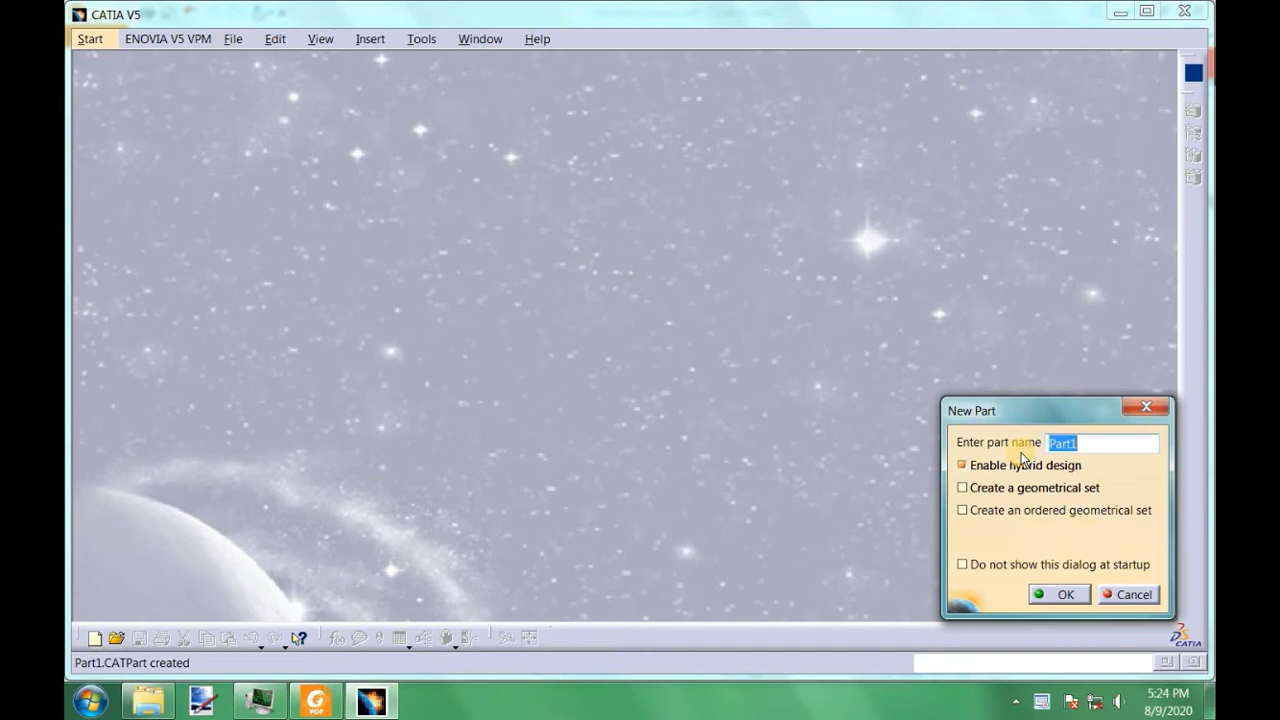 CATIA V5
Start ENOVIA V5 VPM File Edit View Insert Tools Window Help
New Part
Enter part name Part1
Enable hybrid design
Create a geometrical set
Create an ordered geometrical set
Do not show this dialog at startup
OK Cancel
CATIA
Part1.CATPart created
PDF
5:24 PM
8/9/2020